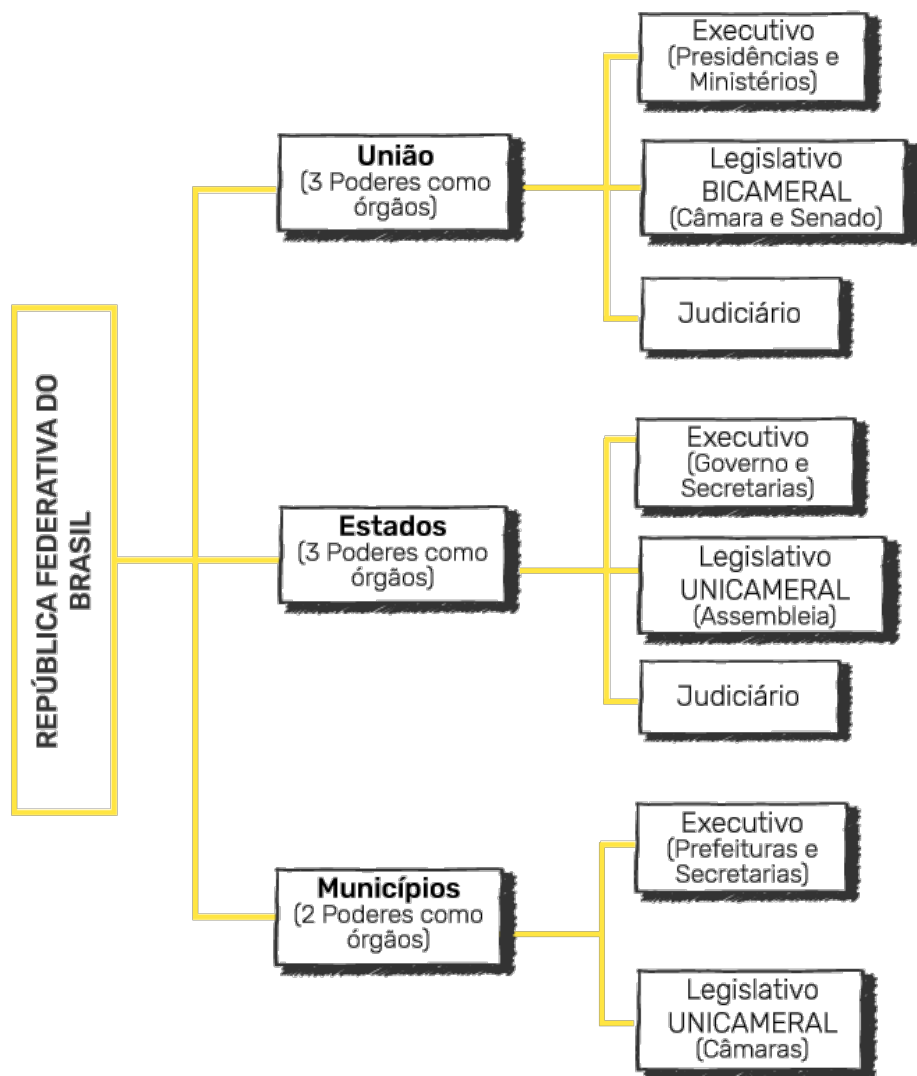 REPÚBLICA FEDERATIVA DO
BRASIL
União
(3 Poderes como
órgãos)
Executivo
(Presidências e
Ministérios)
Legislativo
BICAMERAL
(Câmara e Senado)
Judiciário
Estados
(3 Poderes como
órgãos)
Executivo
(Governo e
Secretarias)
Legislativo
UNICAMERAL
(Assembleia)
Judiciário
Municípios
(2 Poderes como
órgãos)
Executivo
(Prefeituras e
Secretarias)
Legislativo
UNICAMERAL
(Câmaras)